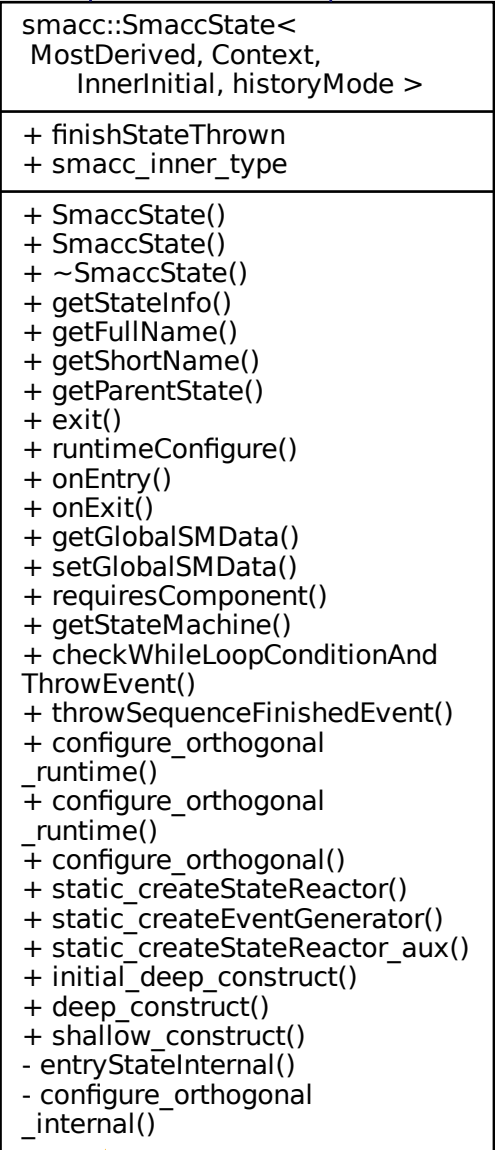 smacc::SmaccState<
MostDerived, Context,
InnerInitial, historyMode >
+ finishStateThrown
+ smacc_inner_type
+ SmaccState()
+ SmaccState()
+ ~SmaccState()
+ getStateInfo()
+ getFullName()
+ getShortName()
+ getParentState()
+ exit()
+ runtimeConfigure()
+ onEntry()
+ onExit()
+ getGlobalSMData()
+ setGlobalSMData()
+ requiresComponent()
+ getStateMachine()
+ checkWhileLoopConditionAnd
ThrowEvent()
+ throwSequenceFinishedEvent()
+ configure_orthogonal
_runtime()
+ configure_orthogonal
_runtime()
+ configure_orthogonal()
+ static_createStateReactor()
+ static_createEventGenerator()
+ static_createStateReactor_aux()
+ initial_deep_construct()
+ deep_construct()
+ shallow_construct()
- entryStateInternal()
- configure_orthogonal
_internal()